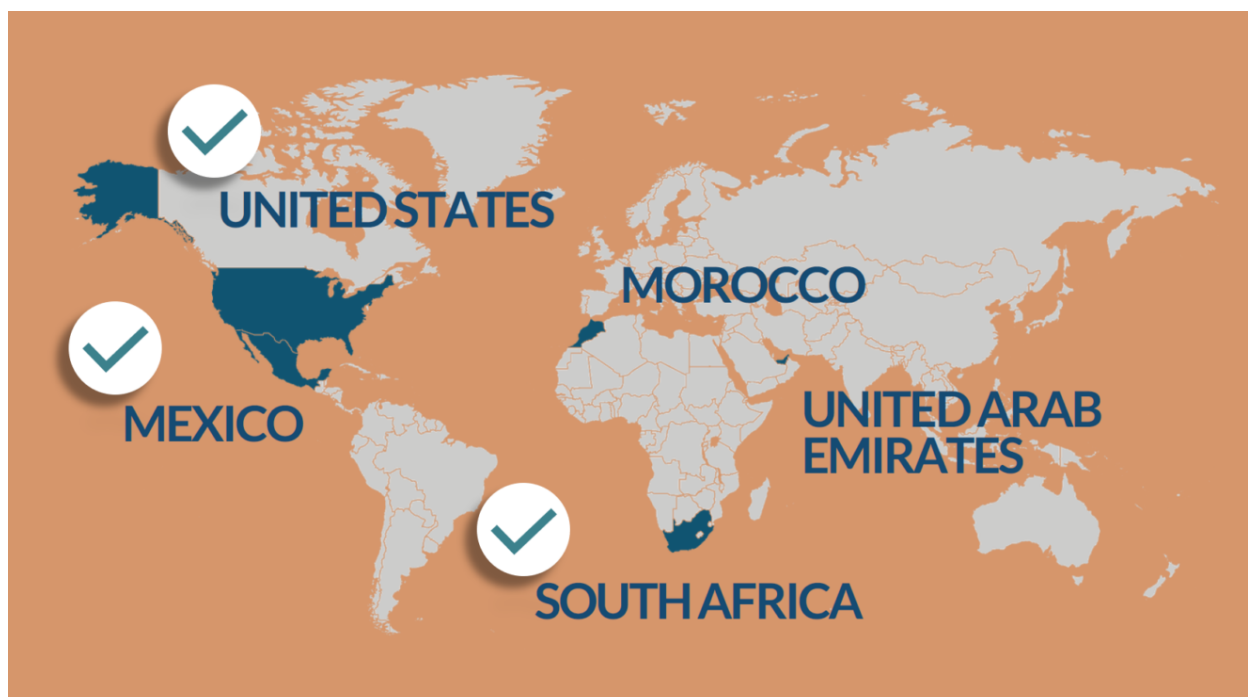 UNITED STATES
MOROCCO
MEXICO
UNITED ARAB
EMIRATES
SOUTH AFRICA